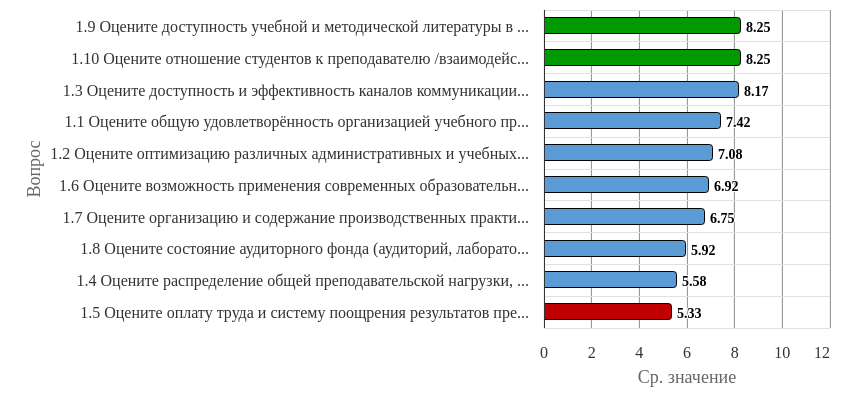 1.9 Оцените доступность учебной и методической литературы в ... 8.25
1.10 Оцените отношение студентов к преподавателю /взаимодейс... 8.25
1.3 Оцените доступность и эффективность каналов коммуникации... 8.17
1.1 Оцените общую удовлетворённость организацией учебного пр... 7.42
1.2 Оцените оптимизацию различных административных и учебных... 7.08
1.6 Оцените возможность применения современных образовательн... 6.92
1.7 Оцените организацию и содержание производственных практи... 6.75
1.8 Оцените состояние аудиторного фонда (аудиторий, лаборато... 5.92
1.4 Оцените распределение общей преподавательской нагрузки, ... 5.58
1.5 Оцените оплату труда и систему поощрения результатов пре... 5.33
Вопрос
0 2 4 6 8 10 12
Ср. значение